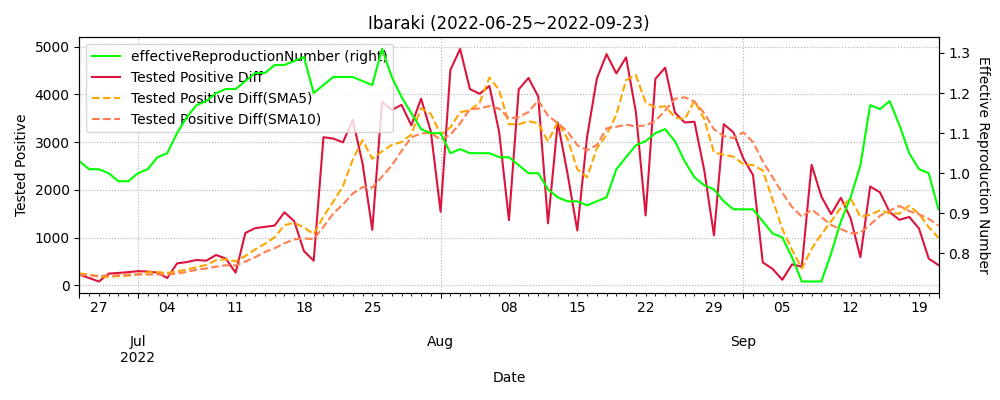 Ibaraki (2022-06-25~2022-09-23)
effectiveReproductionNumber (right)
Tested Positive Diff
Tested Positive Diff(SMA5)
Tested Positive Diff(SMA10)
Tested Positive
5000
4000
3000
2000
1000
0
1.3
1.2
1.1
1.0
0.9
0.8
Effective Reproduction Number
27 04 11 18 25 08 15 22 29 05 12 19
Jul Aug Sep
2022
Date